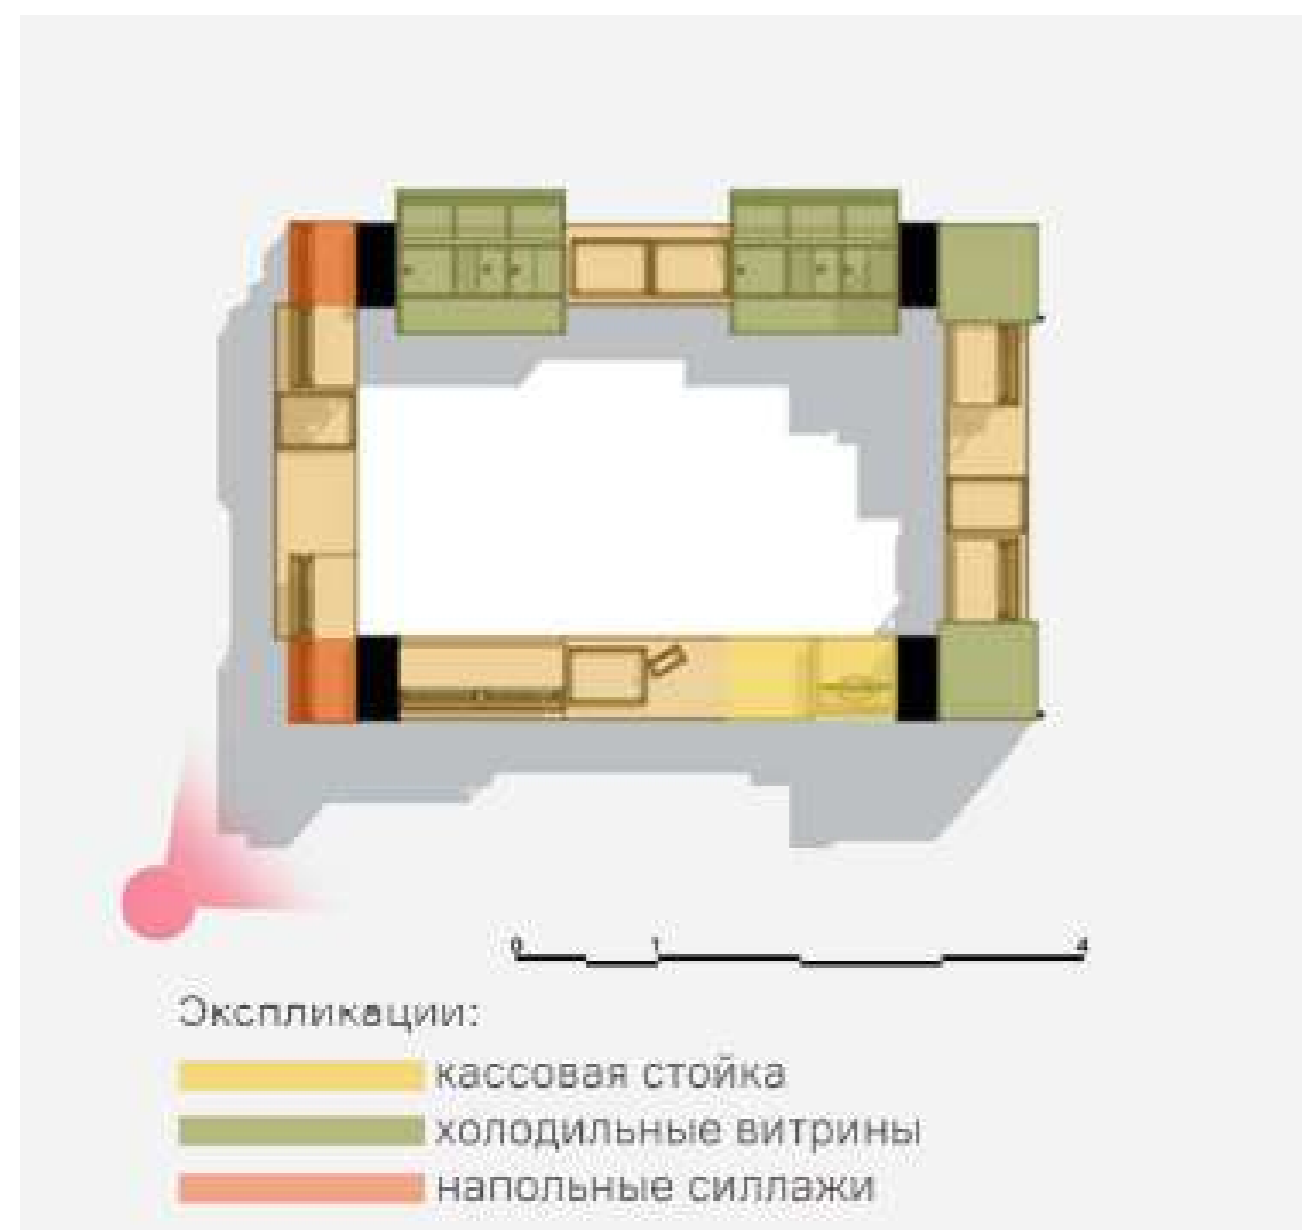 0 1 4
Экспликации:
кассовая стойка
холодильные витрины
напольные силлажи